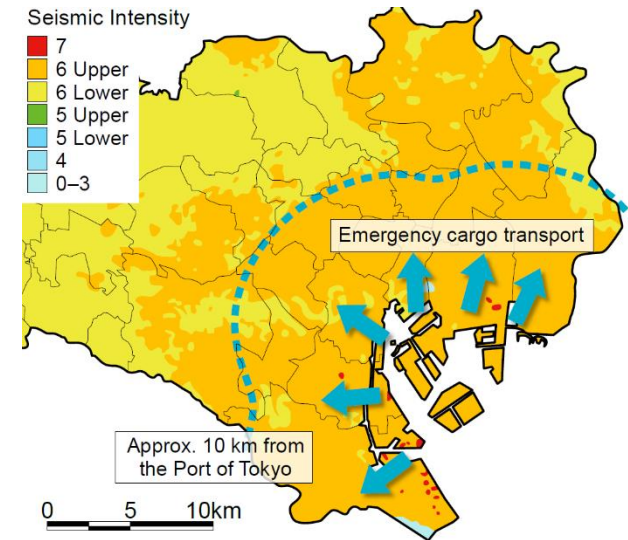 Seismic Intensity
7
6 Upper
6 Lower
5 Upper
5 Lower
4
0–3
Emergency cargo transport
Approx. 10 km from
the Port of Tokyo
0 5 10km